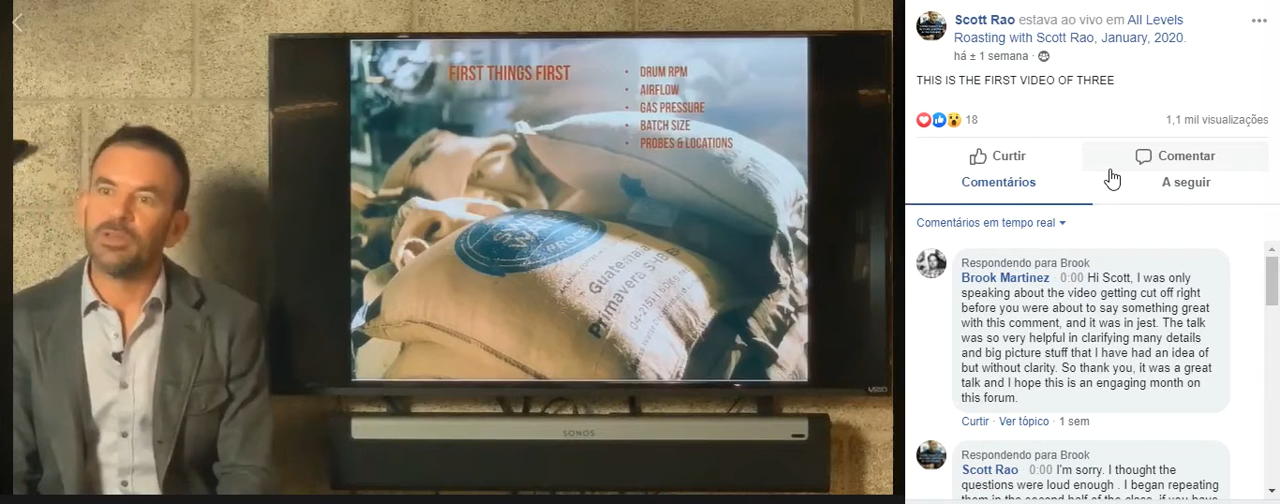 FIRST THINGS FIRST
• DRUM RPM
• AIRFLOW
• GAS PRESSURE
• BATCH SIZE
• PROBES & LOCATIONS
Guatemala
Primavera SHB
VIZIO
SONOS
Scott Rao estava ao vivo em All Levels
Roasting with Scott Rao, January, 2020.
há ± 1 semana ·
THIS IS THE FIRST VIDEO OF THREE
18
1,1 mil visualizações
Curtir
Comentar
Comentários
A seguir
Comentários em tempo real
Respondendo para Brook
Brook Martinez · 0:00 Hi Scott, I was only
speaking about the video getting cut off right
before you were about to say something great
with this comment, and it was in jest. The talk
was so very helpful in clarifying many details
and big picture stuff that I have had an idea of
but without clarity. So thank you, it was a great
talk and I hope this is an engaging month on
this forum.
Curtir · Ver tópico · 1 sem
Respondendo para Brook
Scott Rao · 0:00 I'm sorry. I thought the
questions were loud enough . I began repeating
them in the second half of the class, if you have